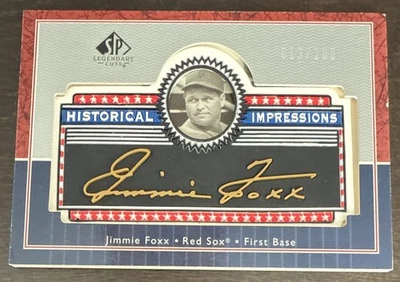 SP
LEGENDARY
CUTS
HISTORICAL IMPRESSIONS
Jimmie Foxx
Jimmie Foxx • Red Sox® • First Base